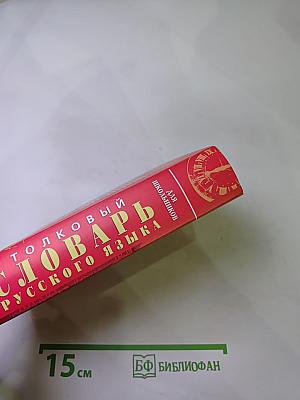 ТОЛКОВЫЙ
СЛОВАРЬ
РУССКОГО ЯЗЫКА
ДЛЯ
ШКОЛЬНИКОВ
15 см
БФ БИБЛИОФАН